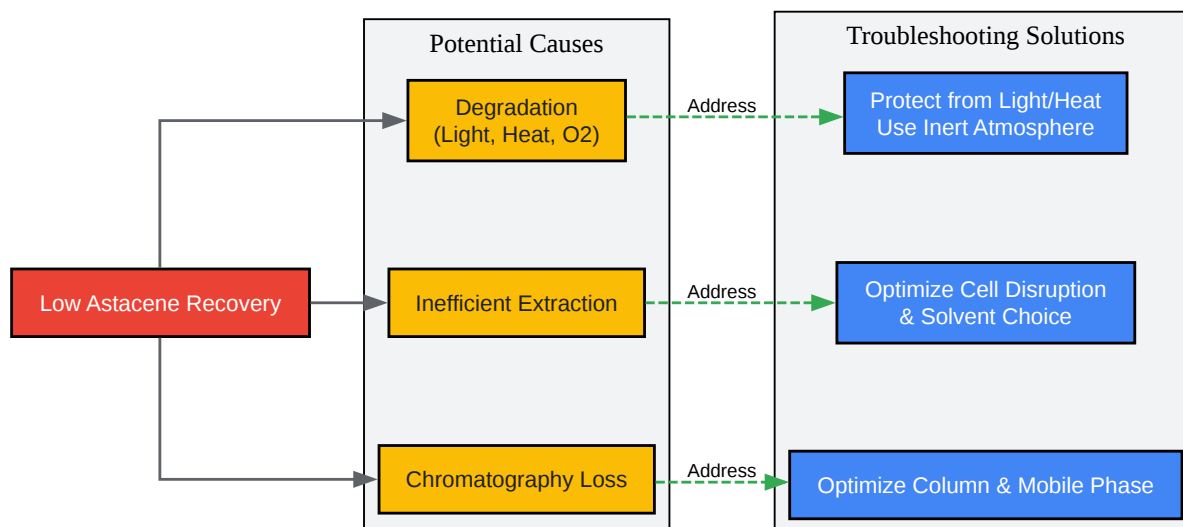 Potential Causes
Troubleshooting Solutions
Degradation
(Light, Heat, O2)
Address
Protect from Light/Heat
Use Inert Atmosphere
Low Astacene Recovery
Inefficient Extraction
Address
Optimize Cell Disruption
& Solvent Choice
Chromatography Loss
Address
Optimize Column & Mobile Phase